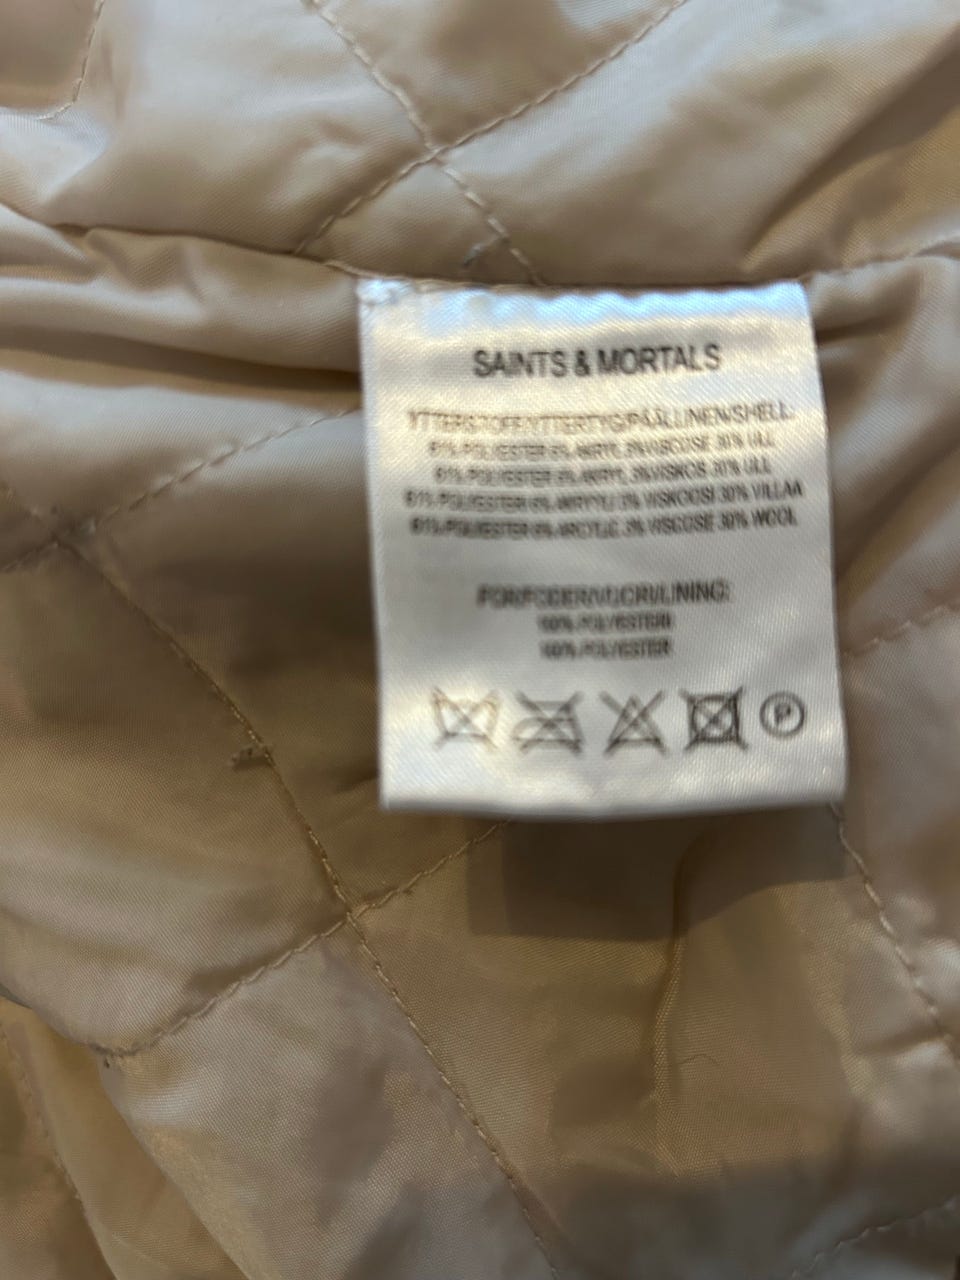 SAINTS & MORTALS
YTTERSTOFF/YTTERTYG/PÄÄLLINEN/SHELL:
61% POLYESTER 6% AKRYL 3% VISCOSE 30% ULL
61% POLYESTER 6% AKRYL 3% VISKOS 30% ULL
61% POLYESTER 6% AKRYYLI 3% VISKOOSI 30% VILLAA
61% POLYESTER 6% 3% VISCOSE 30% WOOL
FOR/FODER/VUORI/LINING:
100% POLYESTERI
100% POLYESTER
P